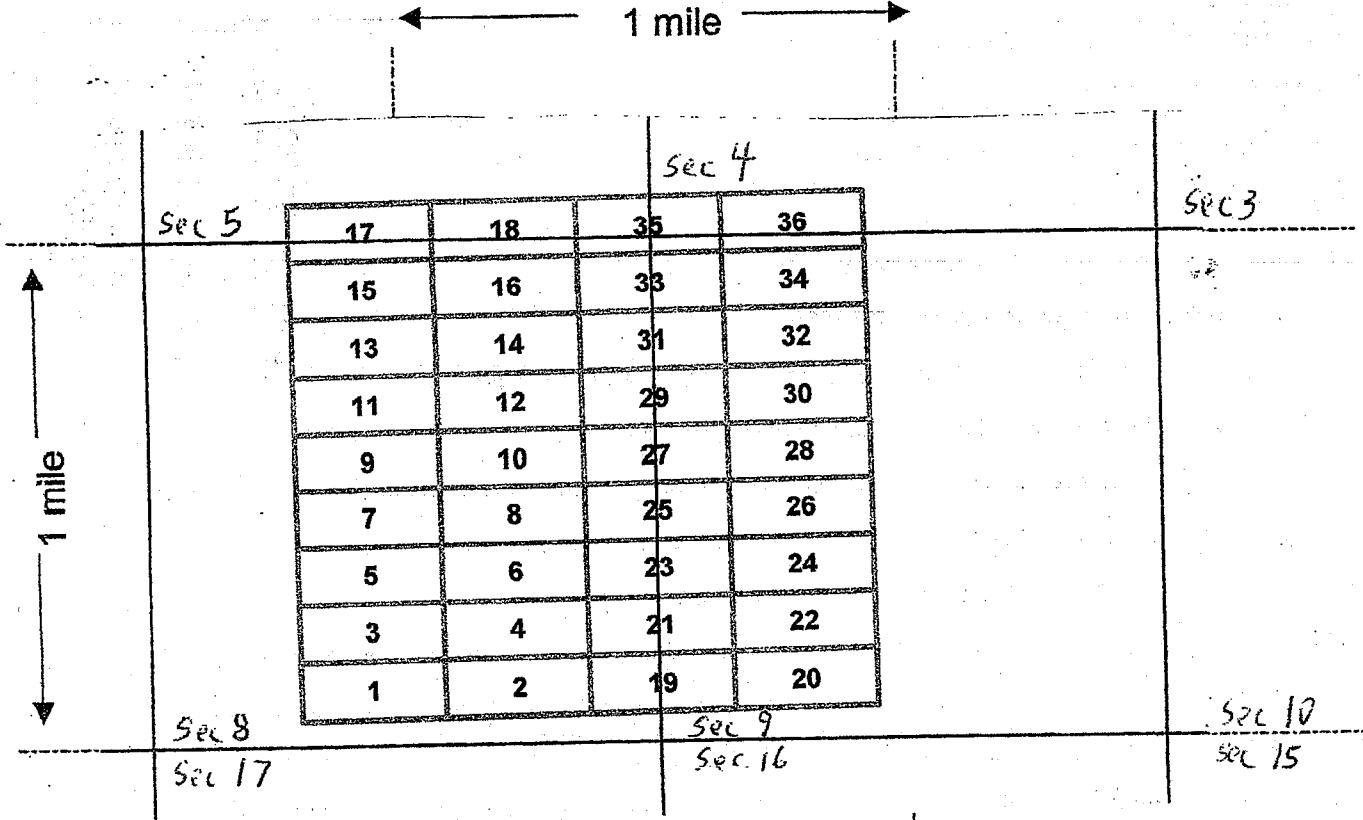 1 mile
Sec 4
Sec 5
Sec 3
17 18 35 36
15 16 33 34
13 14 31 32
11 12 29 30
1 mile
9 10 27 28
7 8 25 26
5 6 23 24
3 4 21 22
1 2 19 20
Sec 8
Sec 9
Sec 10
Sec 17
Sec. 16
Sec 15